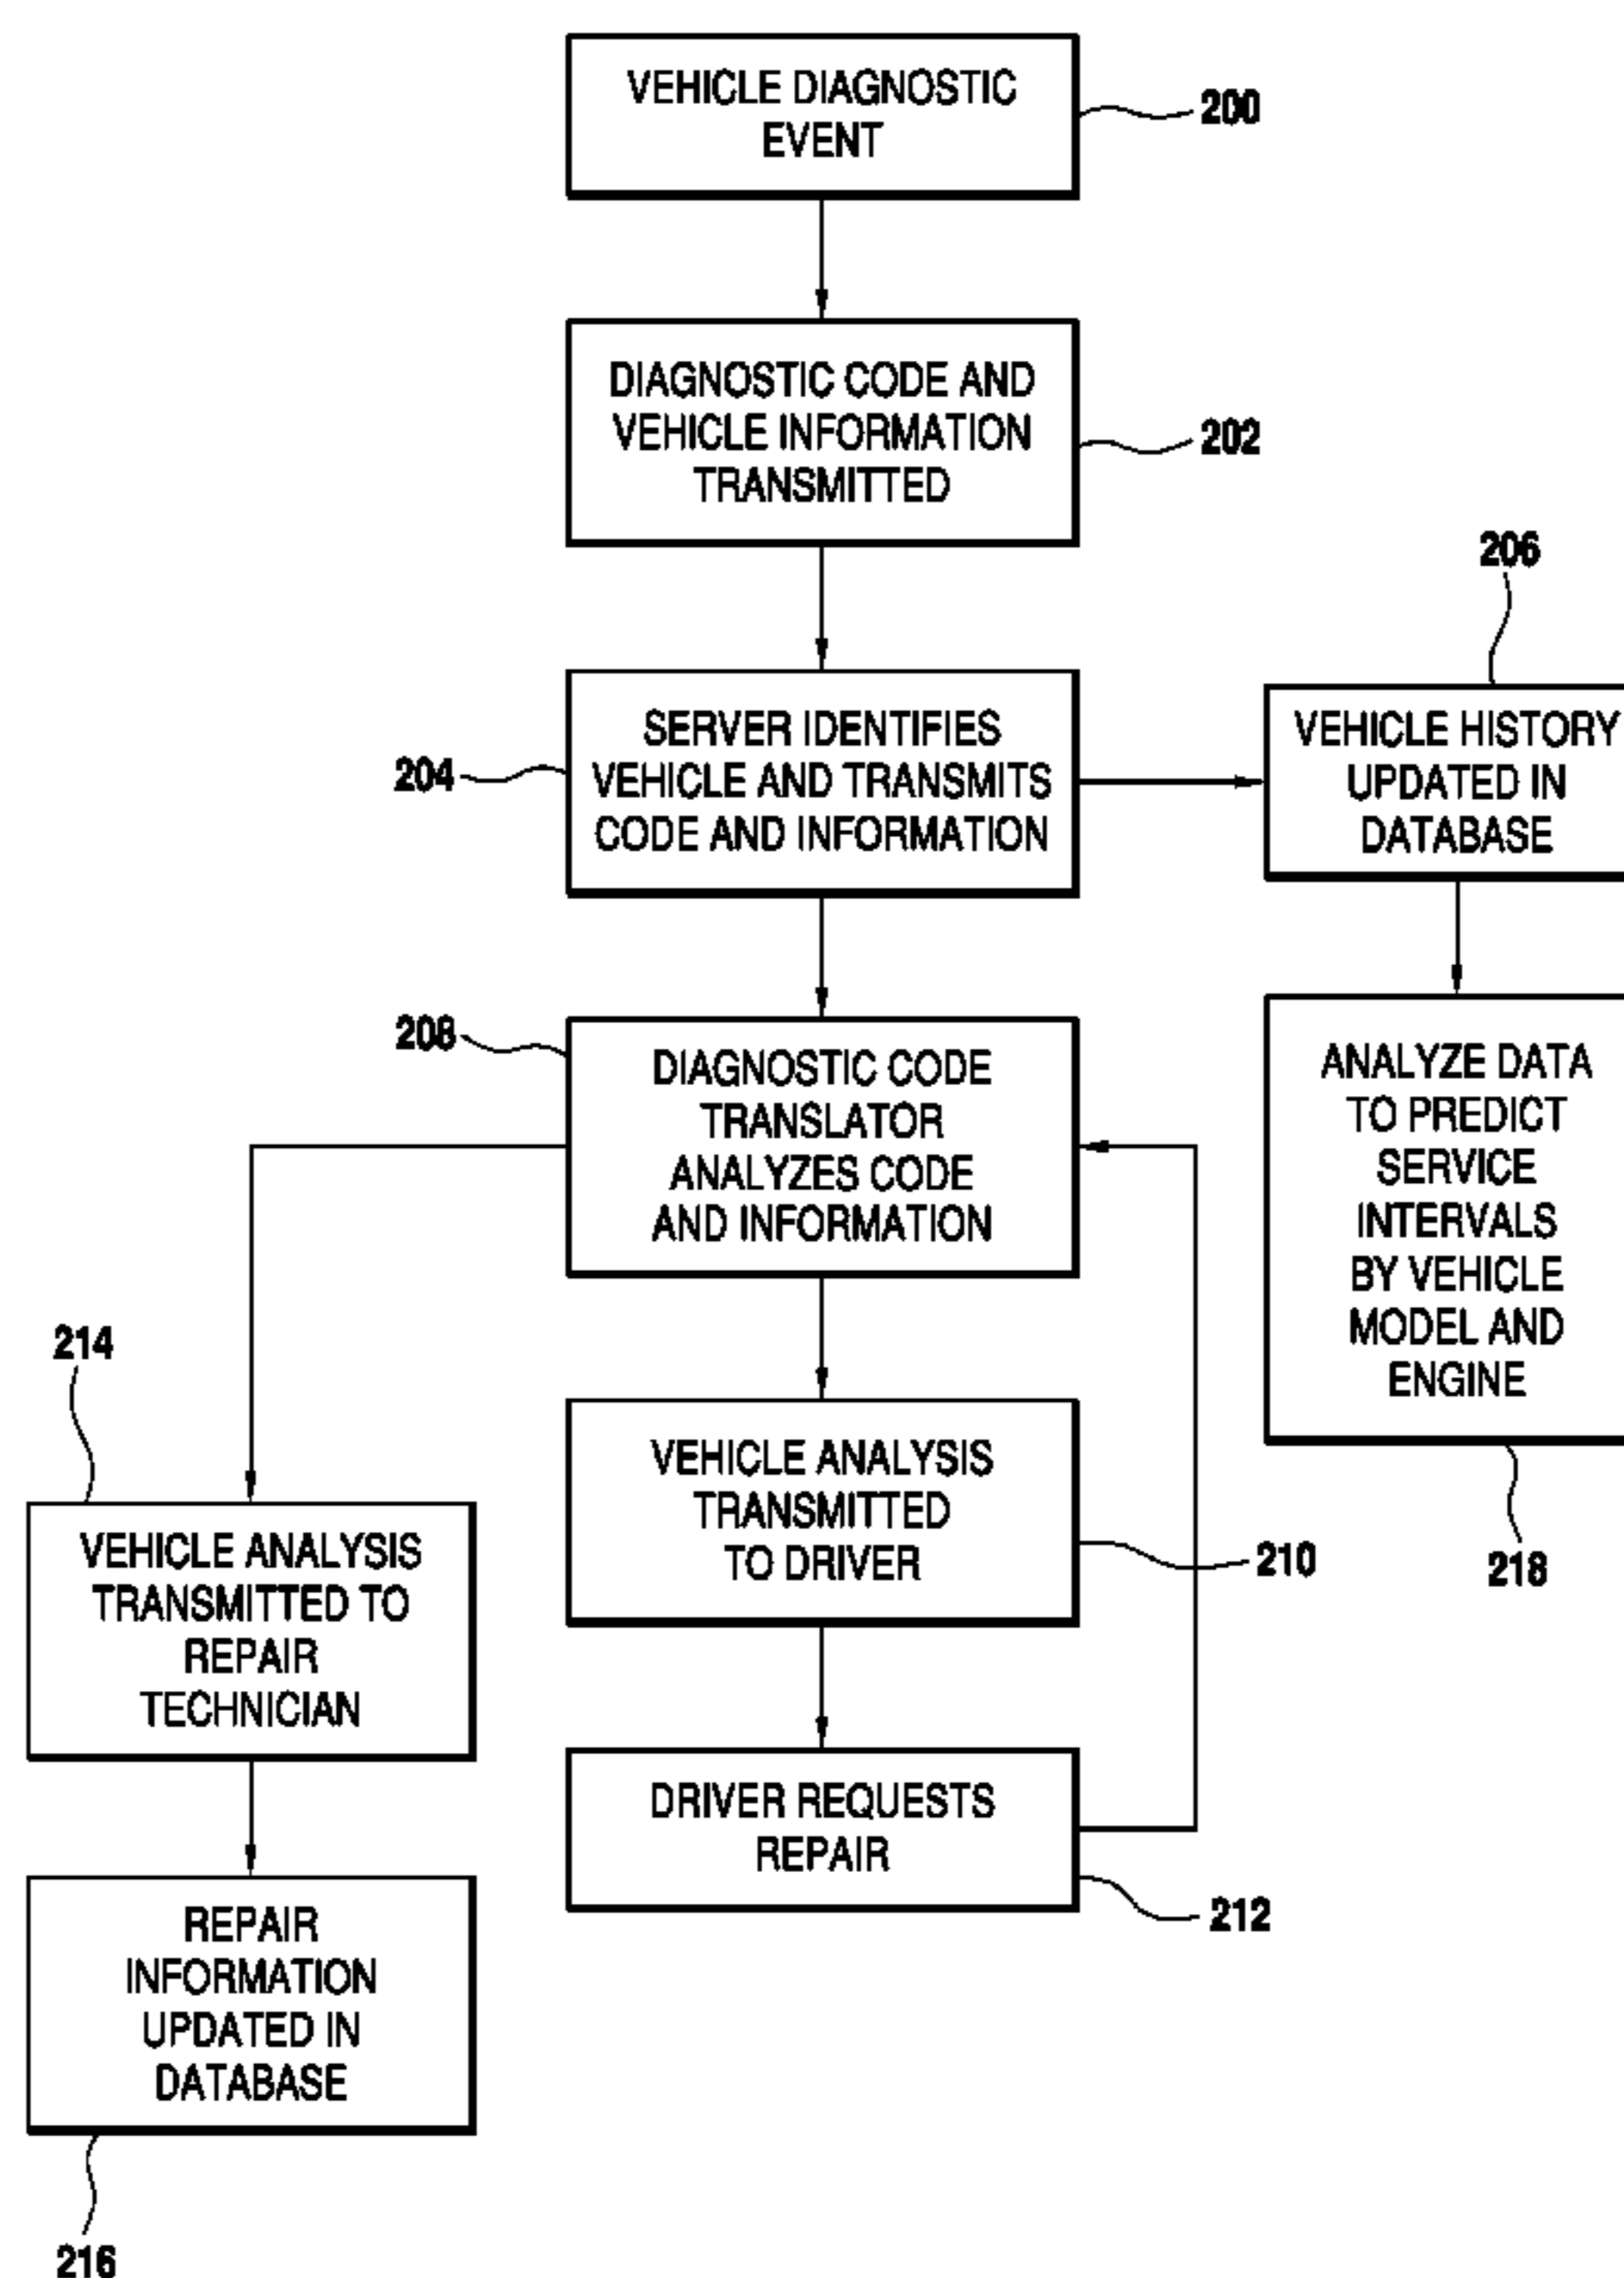 VEHICLE DIAGNOSTIC
EVENT
200
DIAGNOSTIC CODE AND
VEHICLE INFORMATION
TRANSMITTED
202
SERVER IDENTIFIES
VEHICLE AND TRANSMITS
CODE AND INFORMATION
204
206
VEHICLE HISTORY
UPDATED IN
DATABASE
208
DIAGNOSTIC CODE
TRANSLATOR
ANALYZES CODE
AND INFORMATION
ANALYZE DATA
TO PREDICT
SERVICE
INTERVALS
BY VEHICLE
MODEL AND
ENGINE
218
VEHICLE ANALYSIS
TRANSMITTED
TO DRIVER
210
214
VEHICLE ANALYSIS
TRANSMITTED TO
REPAIR
TECHNICIAN
DRIVER REQUESTS
REPAIR
212
REPAIR
INFORMATION
UPDATED IN
DATABASE
216